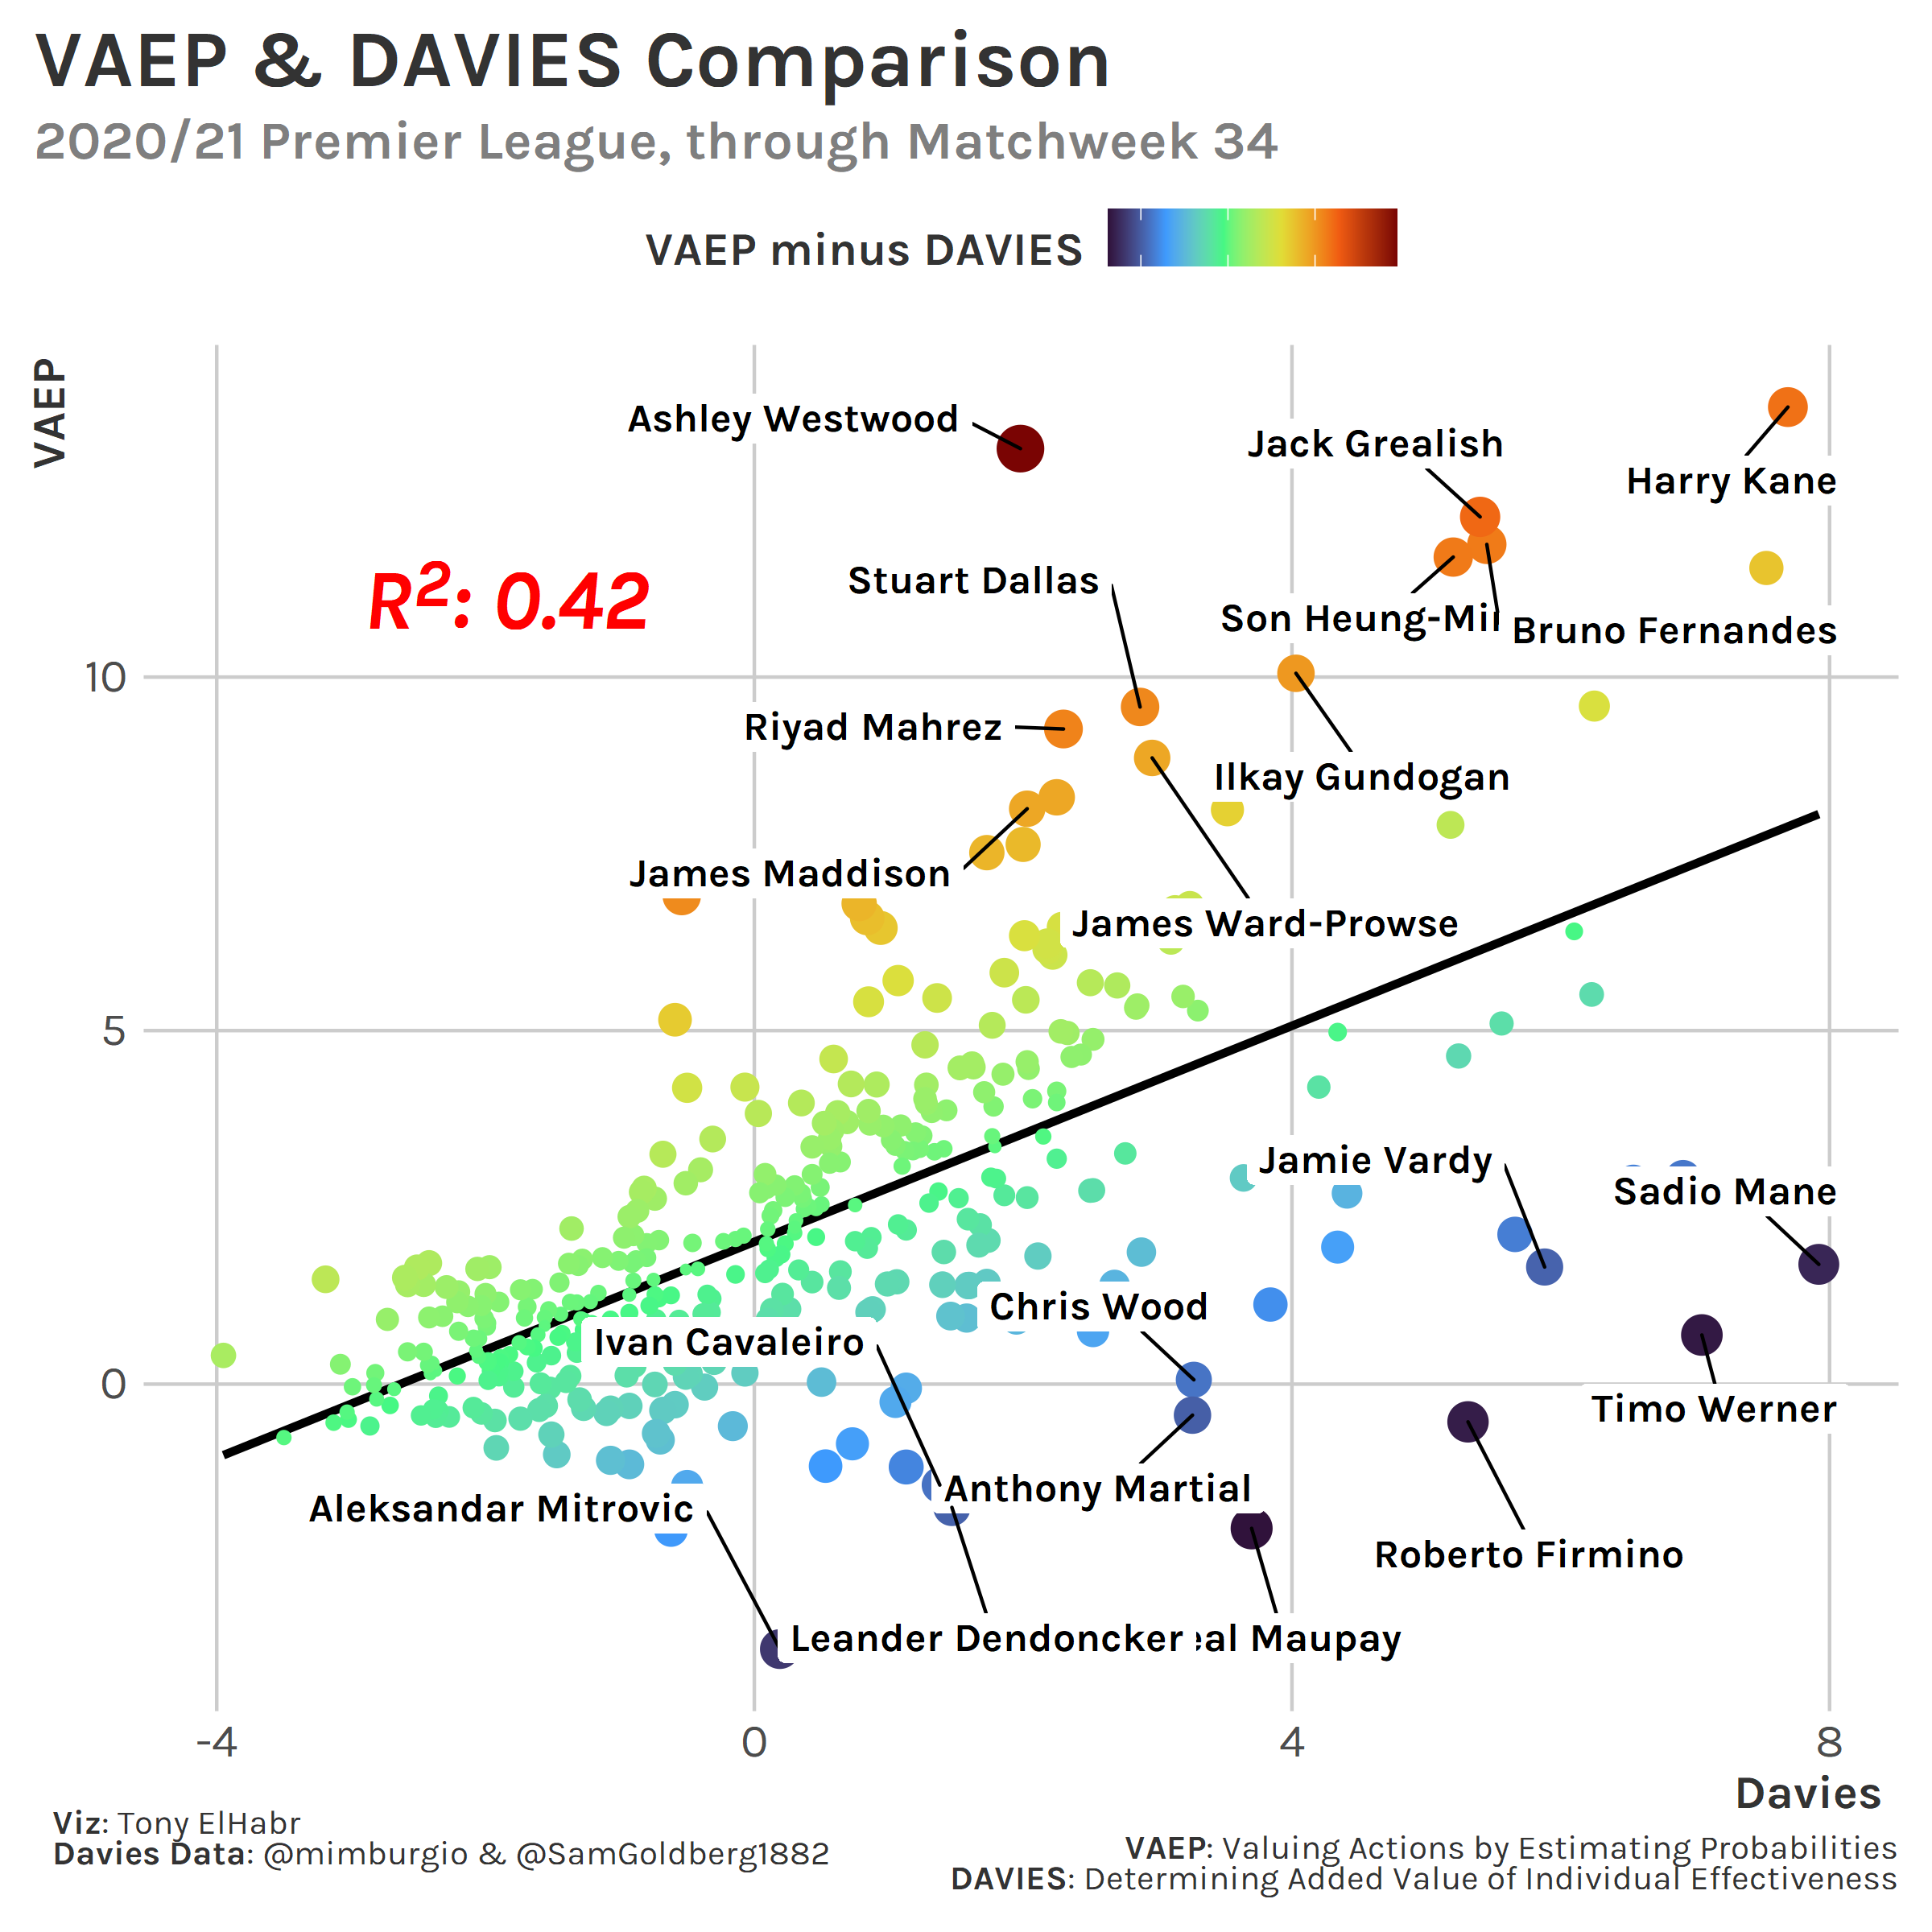 VAEP & DAVIES Comparison
2020/21 Premier League, through Matchweek 34
VAEP minus DAVIES
VAEP
Ashley Westwood
Jack Grealish
Harry Kane
R²: 0.42
Stuart Dallas
Son Heung-Mi
Bruno Fernandes
10
Riyad Mahrez
Ilkay Gundogan
James Maddison
James Ward-Prowse
5
Jamie Vardy
Sadio Mane
Chris Wood
Ivan Cavaleiro
0
Timo Werner
Anthony Martial
Aleksandar Mitrovic
Roberto Firmino
Leander Dendoncker
eal Maupay
-4 0 4 8
Davies
Viz: Tony ElHabr
Davies Data: @mimburgio & @SamGoldberg1882
VAEP: Valuing Actions by Estimating Probabilities
DAVIES: Determining Added Value of Individual Effectiveness